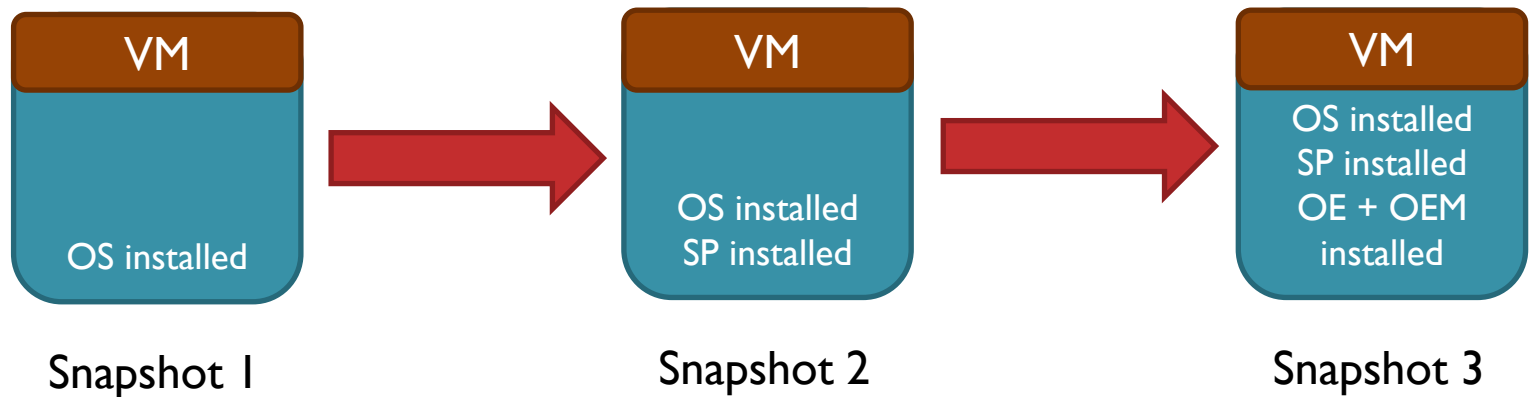 VM
OS installed
Snapshot 1
VM
OS installed
SP installed
Snapshot 2
VM
OS installed
SP installed
OE + OEM
installed
Snapshot 3